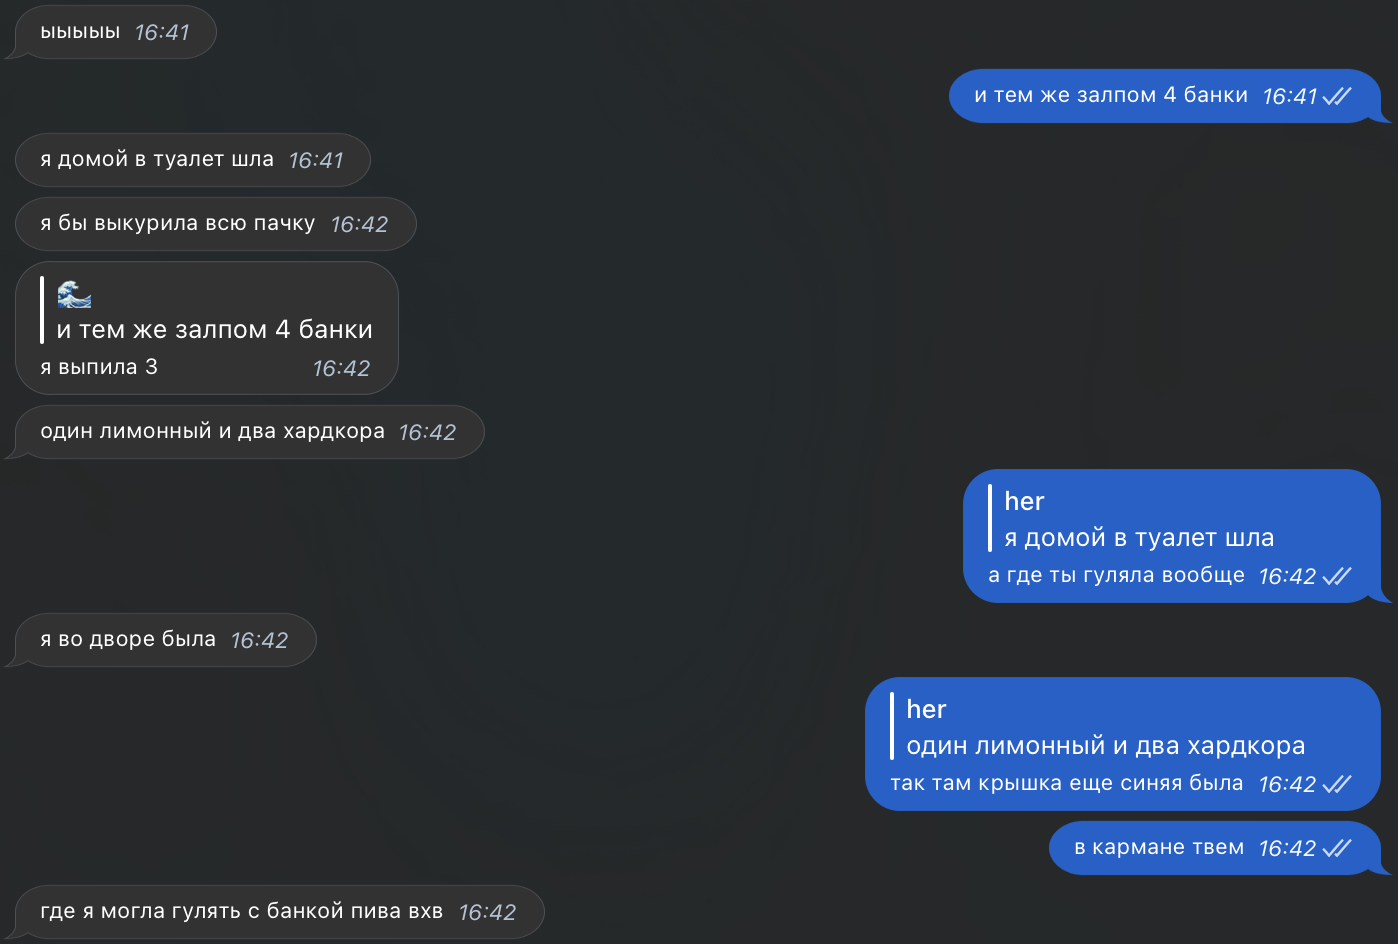 ыыыыы 16:41
и тем же залпом 4 банки 16:41
я домой в туалет шла 16:41
я бы выкурила всю пачку 16:42
🌊
и тем же залпом 4 банки
я выпила 3 16:42
один лимонный и два хардкора 16:42
her
я домой в туалет шла
а где ты гуляла вообще 16:42
я во дворе была 16:42
her
один лимонный и два хардкора
так там крышка еще синяя была 16:42
в кармане твем 16:42
где я могла гулять с банкой пива вхв 16:42